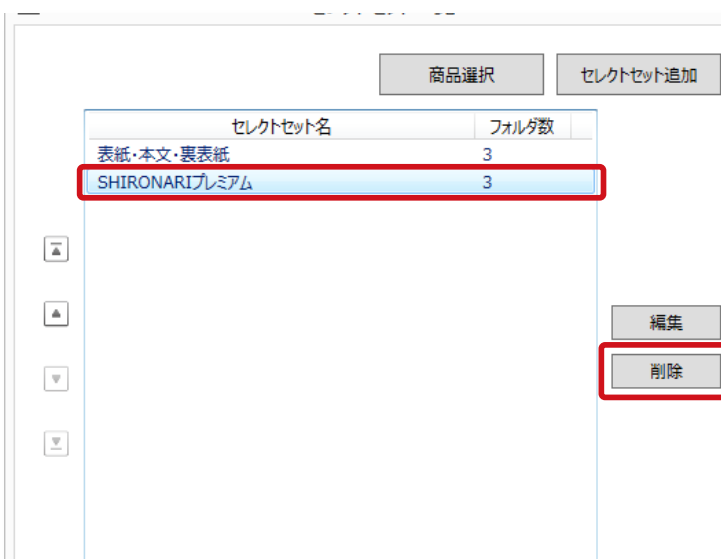 商品選択 セレクトセット追加
セレクトセット名 フォルダ数
表紙・本文・裏表紙 3
SHIRONARIプレミアム 3
編集
削除